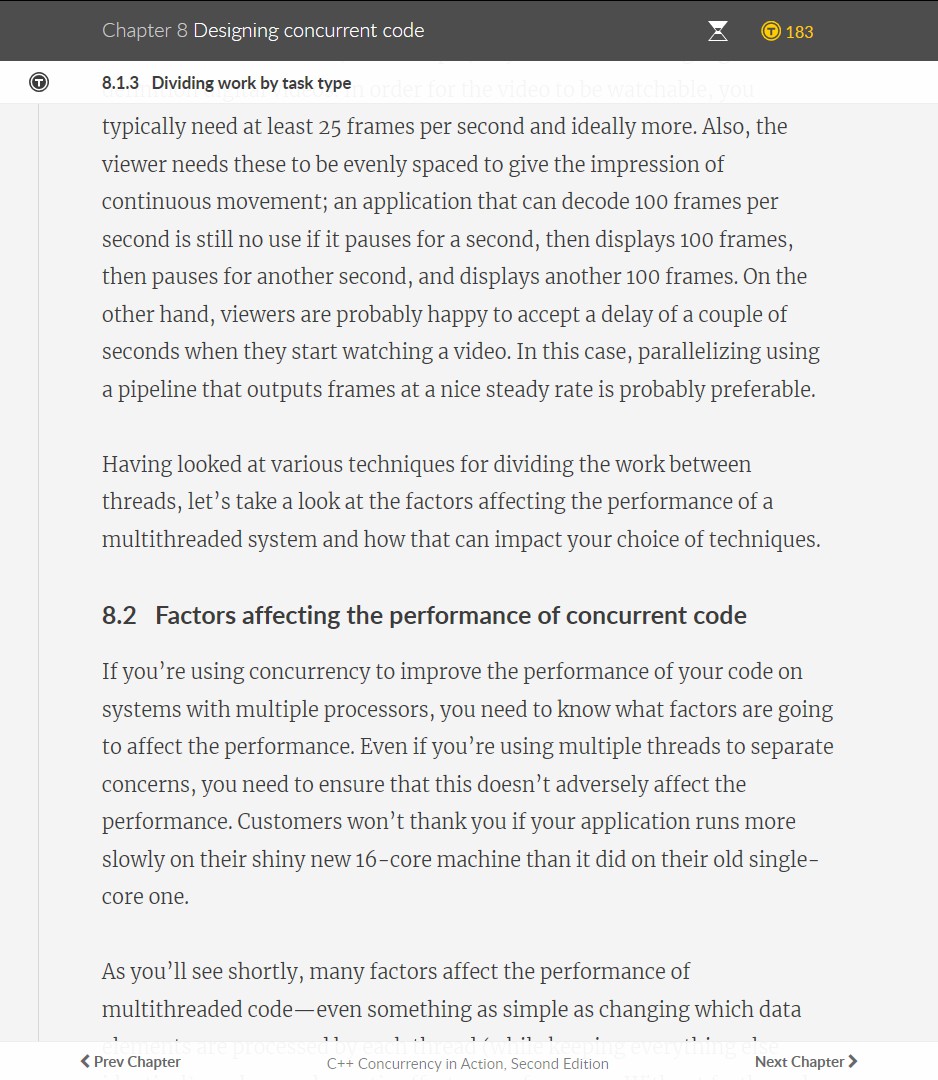 Chapter 8 Designing concurrent code
183
8.1.3 Dividing work by task type
in order for the video to be watchable, you
typically need at least 25 frames per second and ideally more. Also, the
viewer needs these to be evenly spaced to give the impression of
continuous movement; an application that can decode 100 frames per
second is still no use if it pauses for a second, then displays 100 frames,
then pauses for another second, and displays another 100 frames. On the
other hand, viewers are probably happy to accept a delay of a couple of
seconds when they start watching a video. In this case, parallelizing using
a pipeline that outputs frames at a nice steady rate is probably preferable.
Having looked at various techniques for dividing the work between
threads, let’s take a look at the factors affecting the performance of a
multithreaded system and how that can impact your choice of techniques.
8.2 Factors affecting the performance of concurrent code
If you’re using concurrency to improve the performance of your code on
systems with multiple processors, you need to know what factors are going
to affect the performance. Even if you’re using multiple threads to separate
concerns, you need to ensure that this doesn’t adversely affect the
performance. Customers won’t thank you if your application runs more
slowly on their shiny new 16-core machine than it did on their old single-
core one.
As you’ll see shortly, many factors affect the performance of
multithreaded code—even something as simple as changing which data
elements are processed by each thread (while keeping everything else
Prev Chapter
C++ Concurrency in Action, Second Edition
Next Chapter